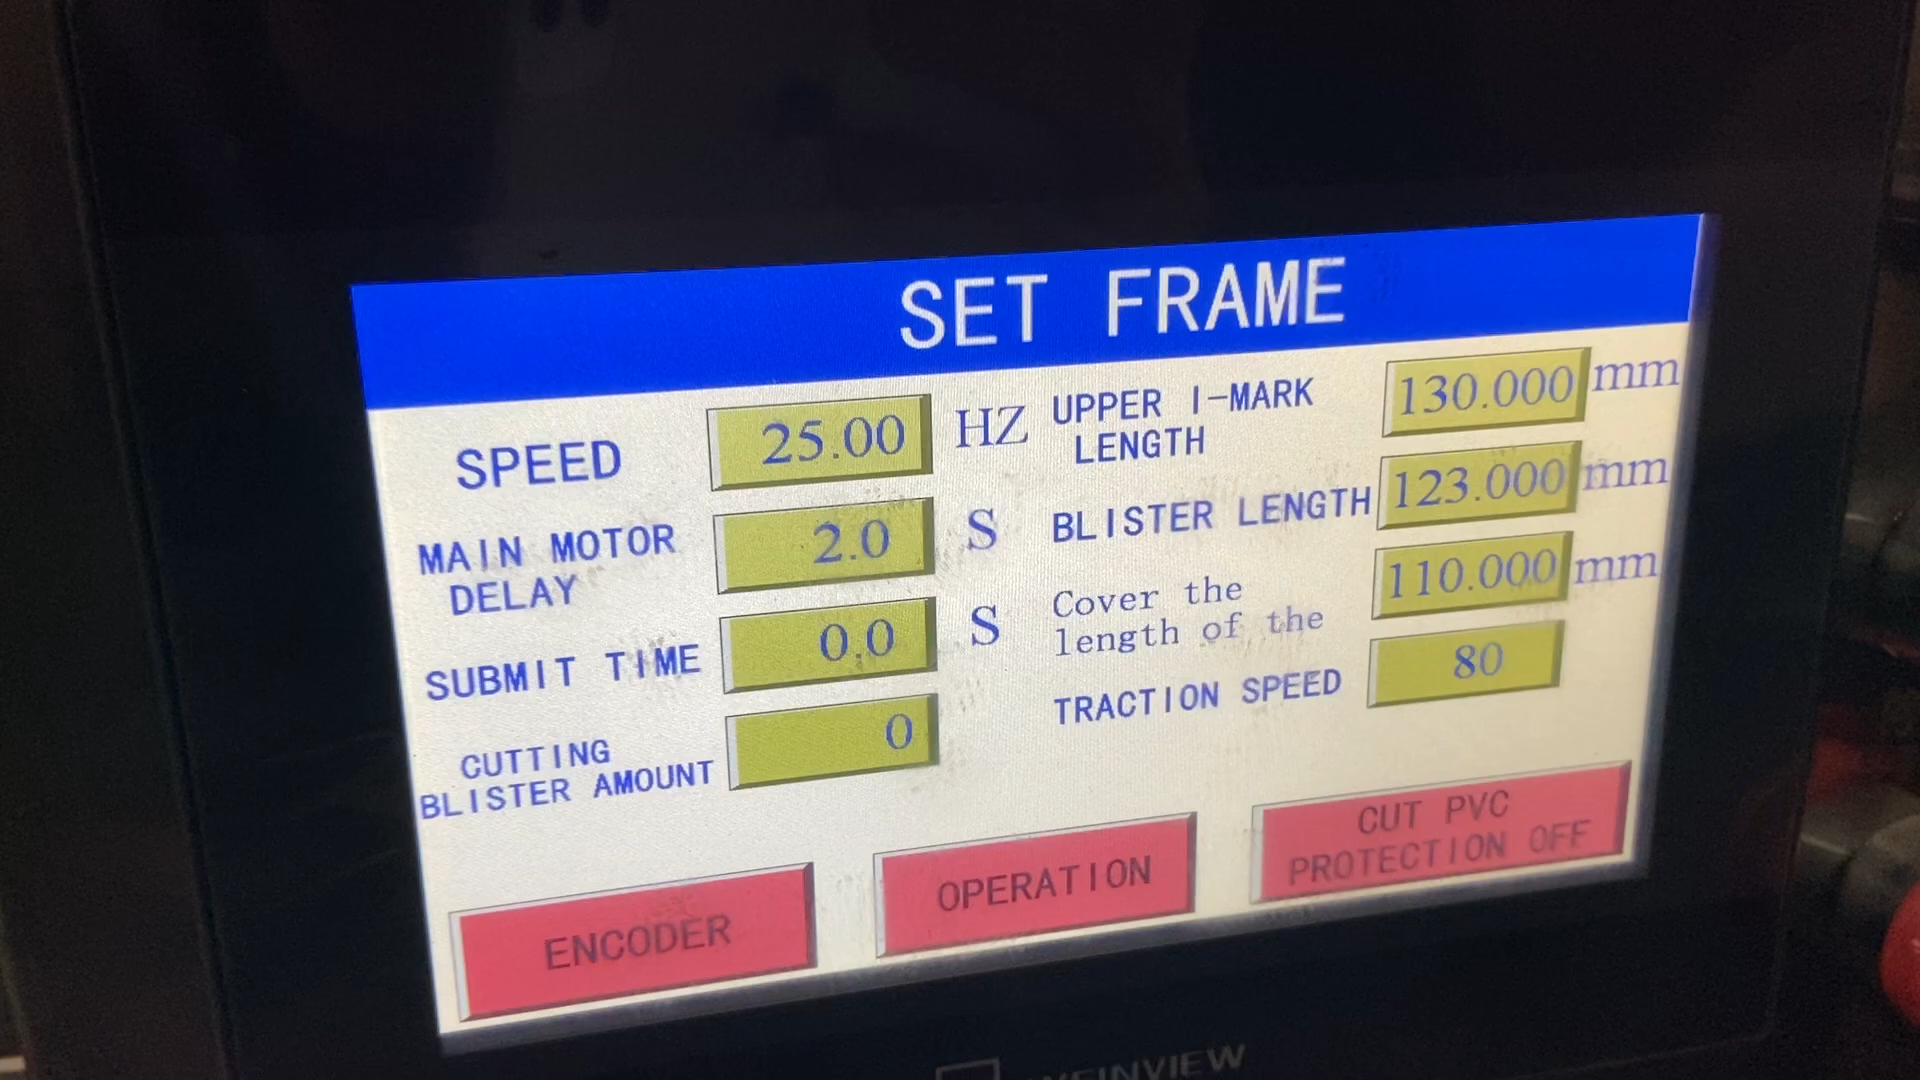 SET FRAME
SPEED 25.00 HZ
MAIN MOTOR
DELAY 2.0 S
SUBMIT TIME 0.0 S
CUTTING
BLISTER AMOUNT 0
UPPER I-MARK
LENGTH 130.000 mm
BLISTER LENGTH 123.000 mm
Cover the
length of the 110.000 mm
TRACTION SPEED 80
ENCODER
OPERATION
CUT PVC
PROTECTION OFF